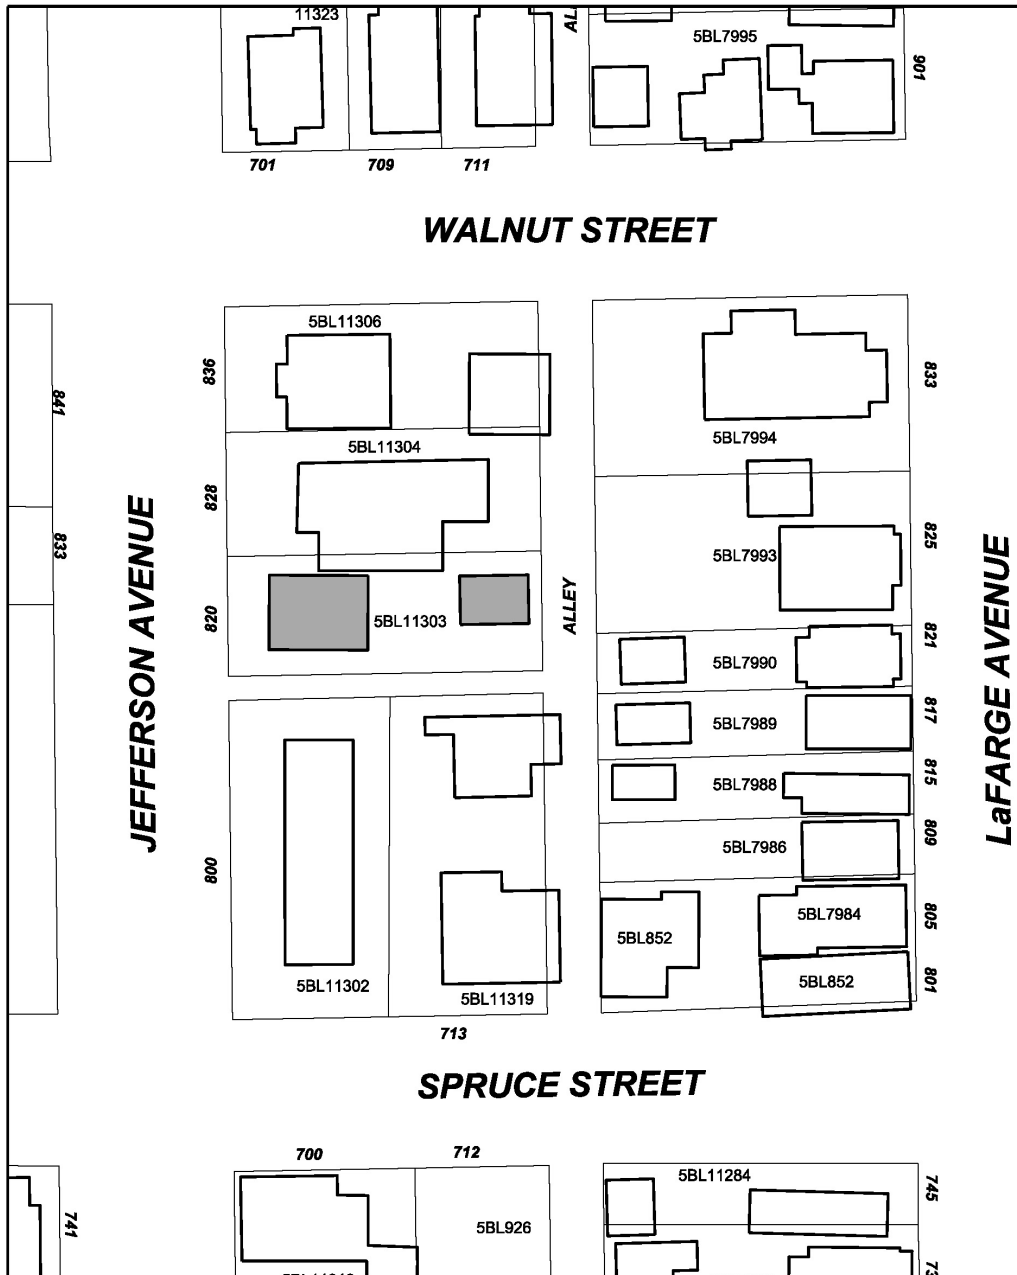 11323
5BL7995
901
701
709
711
WALNUT STREET
5BL11306
836
833
841
5BL7994
5BL11304
828
825
833
5BL7993
JEFFERSON AVENUE
820
5BL11303
ALLEY
LaFARGE AVENUE
821
5BL7990
817
5BL7989
815
5BL7988
809
5BL7986
800
805
5BL7984
5BL852
801
5BL852
5BL11302
5BL11319
713
SPRUCE STREET
700
712
5BL11284
745
741
5BL926